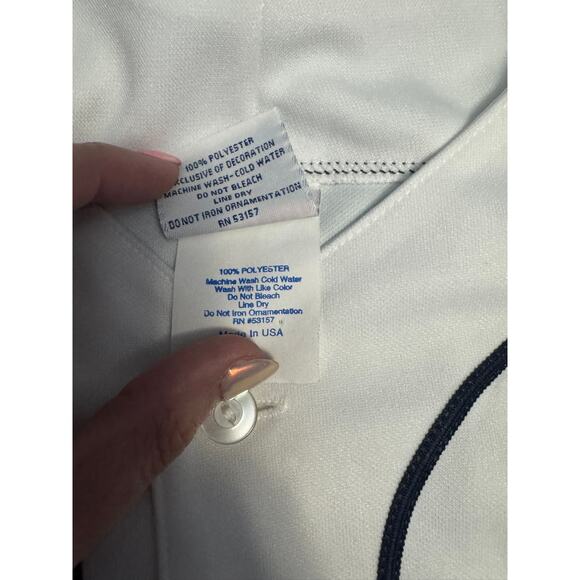 100% POLYESTER
EXCLUSIVE OF DECORATION
MACHINE WASH-COLD WATER
DO NOT BLEACH
LINE DRY
DO NOT IRON ORNAMENTATION
RN 53157
100% POLYESTER
Machine Wash Cold Water
Wash With Like Color
Do Not Bleach
Line Dry
Do Not Iron Ornamentation
RN #53157
Made In USA